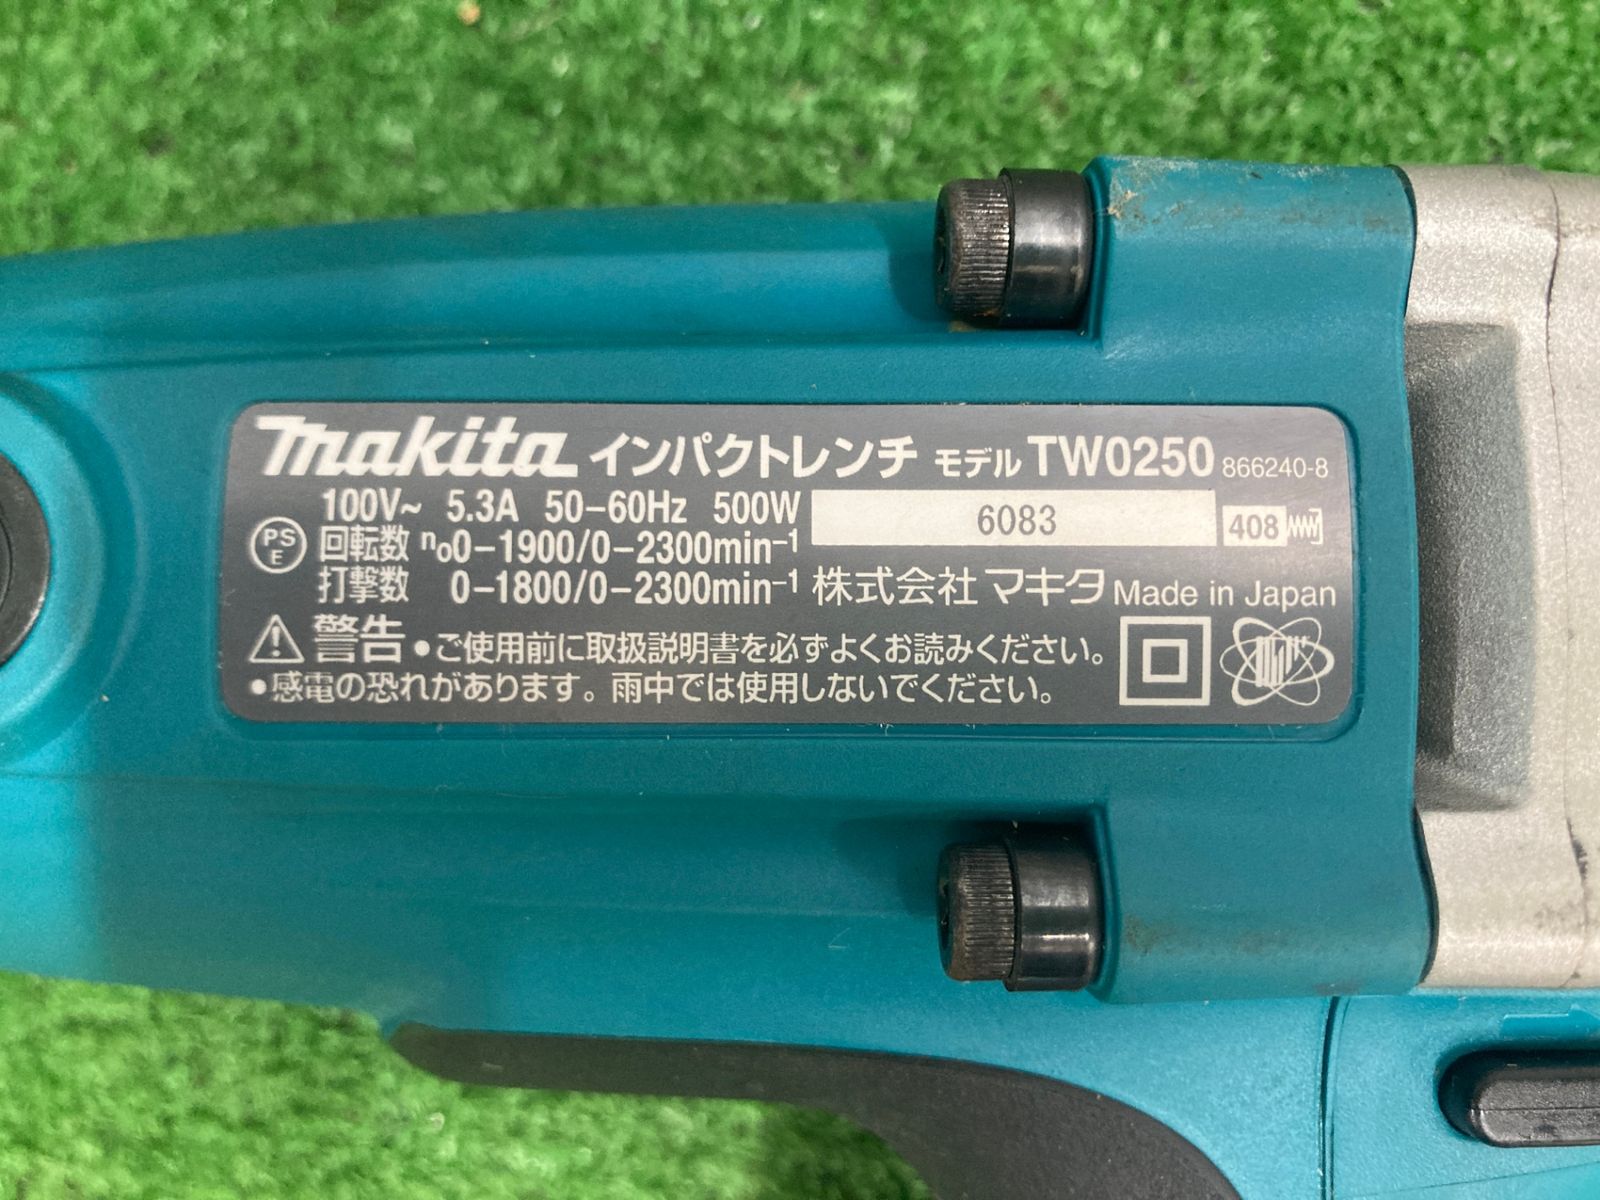 makita インパクトレンチ モデル TW0250 866240-8
100V~ 5.3A 50-60Hz 500W 6083 408
PS E 回転数 n₀0-1900/0-2300min⁻¹
打撃数 0-1800/0-2300min⁻¹ 株式会社マキタ Made in Japan
警告 ●ご使用前に取扱説明書を必ずよくお読みください。
●感電の恐れがあります。雨中では使用しないでください。